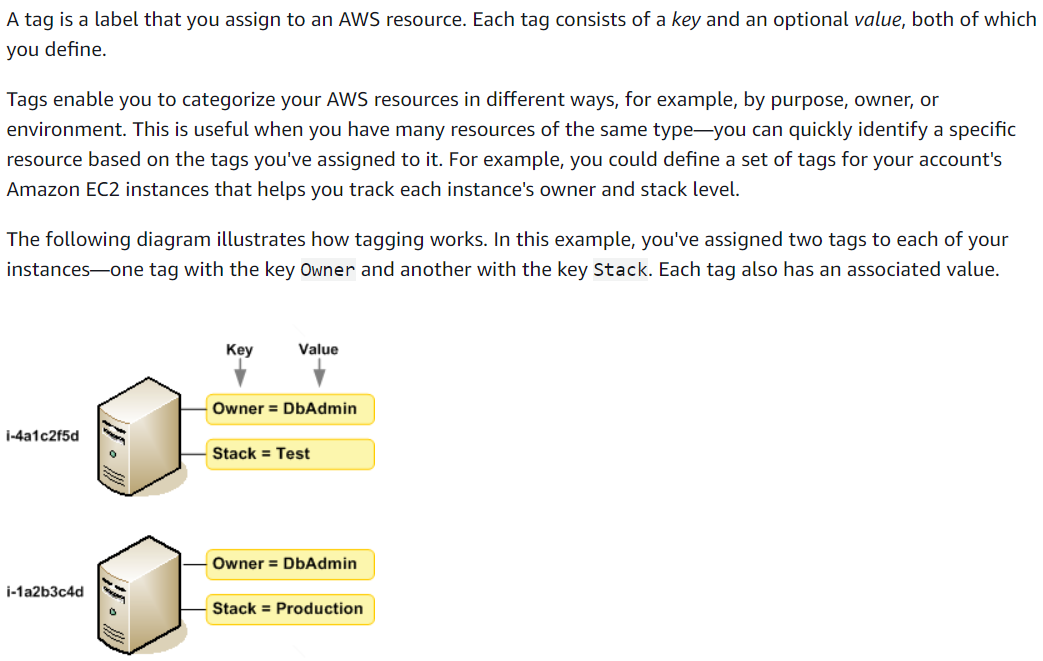 A tag is a label that you assign to an AWS resource. Each tag consists of a key and an optional value, both of which
you define.
Tags enable you to categorize your AWS resources in different ways, for example, by purpose, owner, or
environment. This is useful when you have many resources of the same type—you can quickly identify a specific
resource based on the tags you've assigned to it. For example, you could define a set of tags for your account's
Amazon EC2 instances that helps you track each instance's owner and stack level.
The following diagram illustrates how tagging works. In this example, you've assigned two tags to each of your
instances—one tag with the key Owner and another with the key Stack. Each tag also has an associated value.
Key Value
Owner = DbAdmin
i-4a1c2f5d
Stack = Test
Owner = DbAdmin
i-1a2b3c4d
Stack = Production